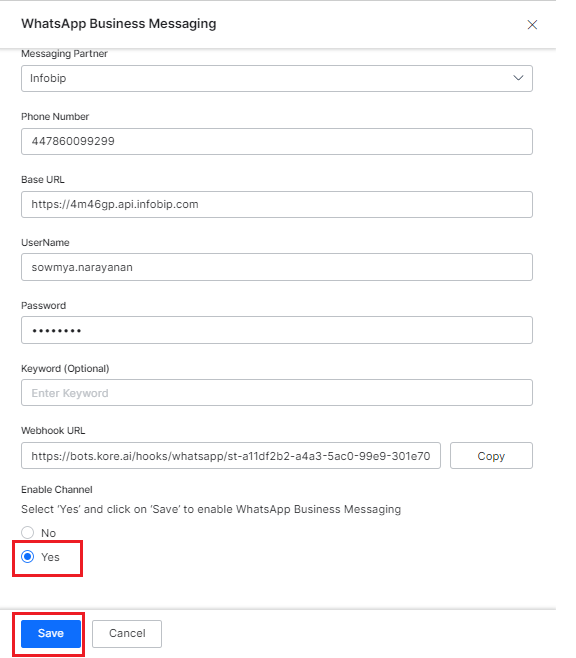 WhatsApp Business Messaging
Messaging Partner
Infobip
Phone Number
447860099299
Base URL
https://4m46gp.api.infobip.com
UserName
sowmya.narayanan
Password
••••••••
Keyword (Optional)
Enter Keyword
Webhook URL
https://bots.kore.ai/hooks/whatsapp/st-a11df2b2-a4a3-5ac0-99e9-301e70
Copy
Enable Channel
Select ‘Yes’ and click on ‘Save’ to enable WhatsApp Business Messaging
No
Yes
Save Cancel